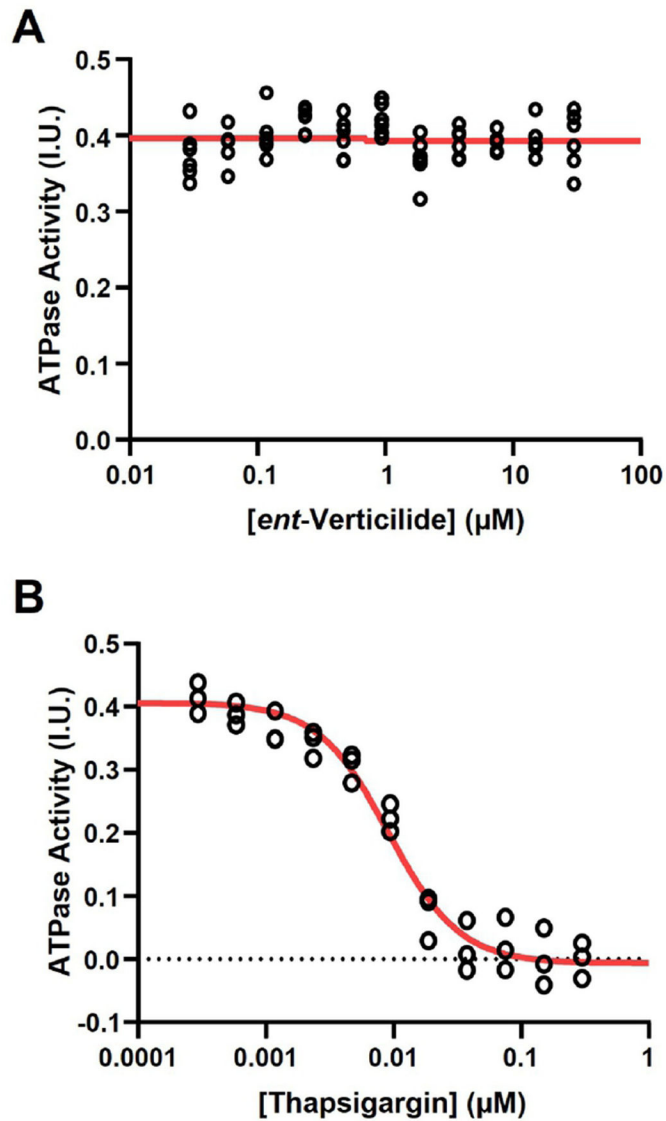 A
ATPase Activity (I.U.)
0.5
0.4
0.3
0.2
0.1
0.0
0.01 0.1 1 10 100
[ent-Verticilide] (µM)
B
ATPase Activity (I.U.)
0.5
0.4
0.3
0.2
0.1
0.0
-0.1
0.0001 0.001 0.01 0.1 1
[Thapsigargin] (µM)